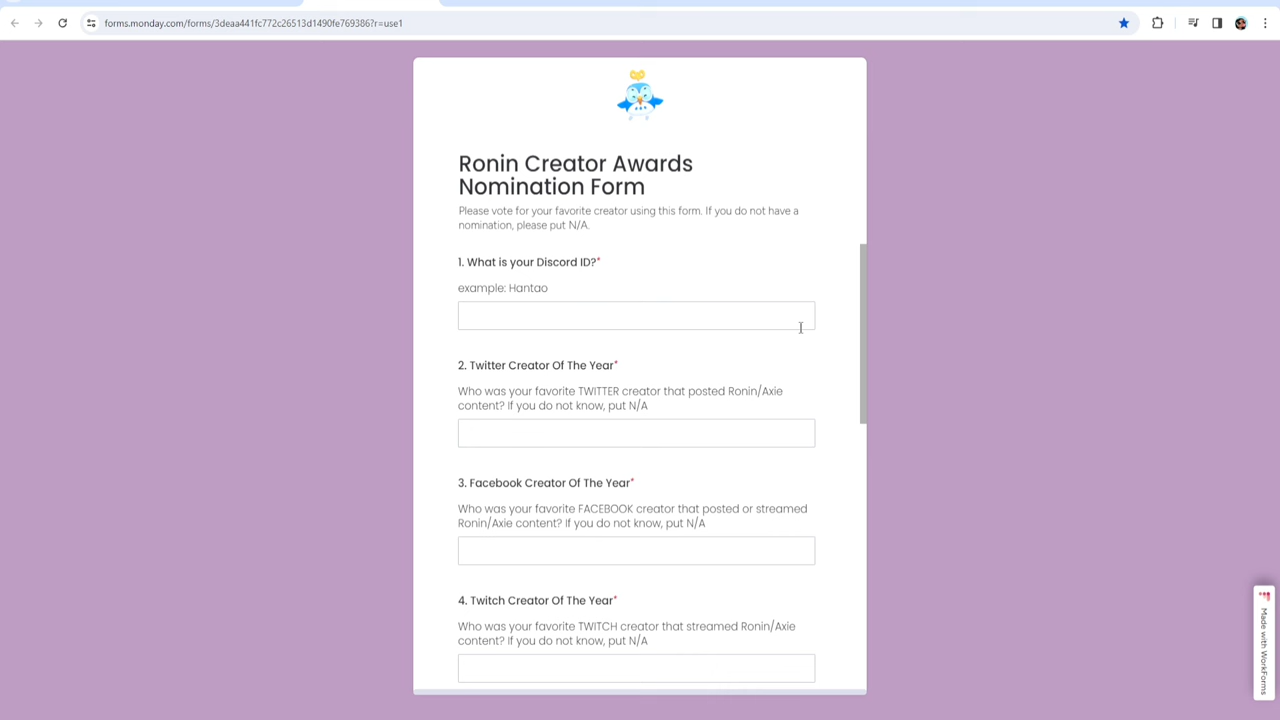 forms.monday.com/forms/3deaa441fc772c26513d1490fe769386?r=use1
Ronin Creator Awards
Nomination Form
Please vote for your favorite creator using this form. If you do not have a
nomination, please put N/A.
1. What is your Discord ID?*
example: Hantao
2. Twitter Creator Of The Year*
Who was your favorite TWITTER creator that posted Ronin/Axie
content? If you do not know, put N/A
3. Facebook Creator Of The Year*
Who was your favorite FACEBOOK creator that posted or streamed
Ronin/Axie content? If you do not know, put N/A
4. Twitch Creator Of The Year*
Who was your favorite TWITCH creator that streamed Ronin/Axie
content? If you do not know, put N/A
Made with WorkForms